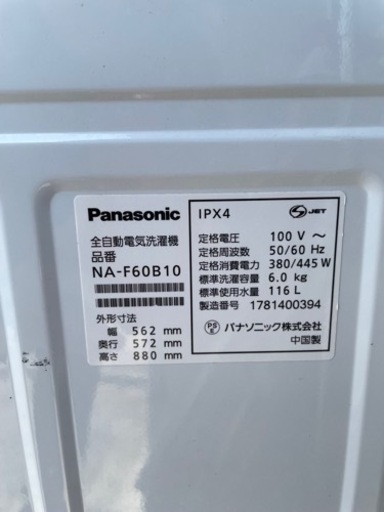 Panasonic
全自動電気洗濯機
品番
NA-F60B10
外形寸法
幅 562 mm
奥行 572 mm
高さ 880 mm
IPX4
S JET
定格電圧 100 V ~
定格周波数 50/60 Hz
定格消費電力 380/445 W
標準洗濯容量 6.0 kg
標準使用水量 116 L
製造番号 1781400394
PS E パナソニック株式会社
中国製